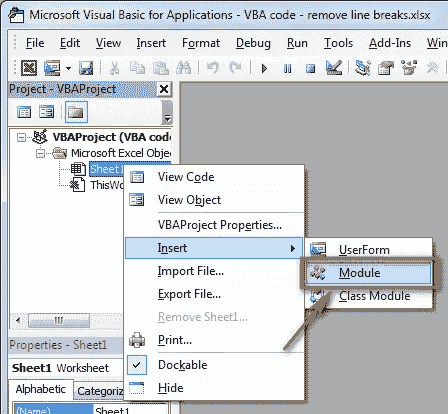 Microsoft Visual Basic for Applications - VBA code - remove line breaks.xlsx
File Edit View Insert Format Debug Run Tools Add-Ins Win
Project - VBAProject
VBAProject (VBA cod
Microsoft Excel Obje
Sheet1
ThisWo
View Code
View Object
VBAProject Properties...
Insert
UserForm
Module
Class Module
Import File...
Export File...
Remove Sheet1...
Print...
Dockable
Hide
Properties - Sheet1
Sheet1 Worksheet
Alphabetic Categoriz
(Name) Sheet1